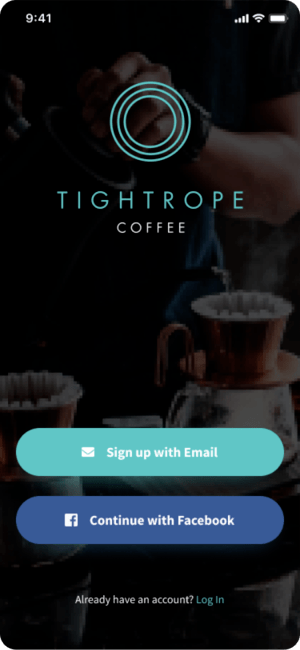 9:41
TIGHTROPE
COFFEE
Sign up with Email
Continue with Facebook
Already have an account? Log In